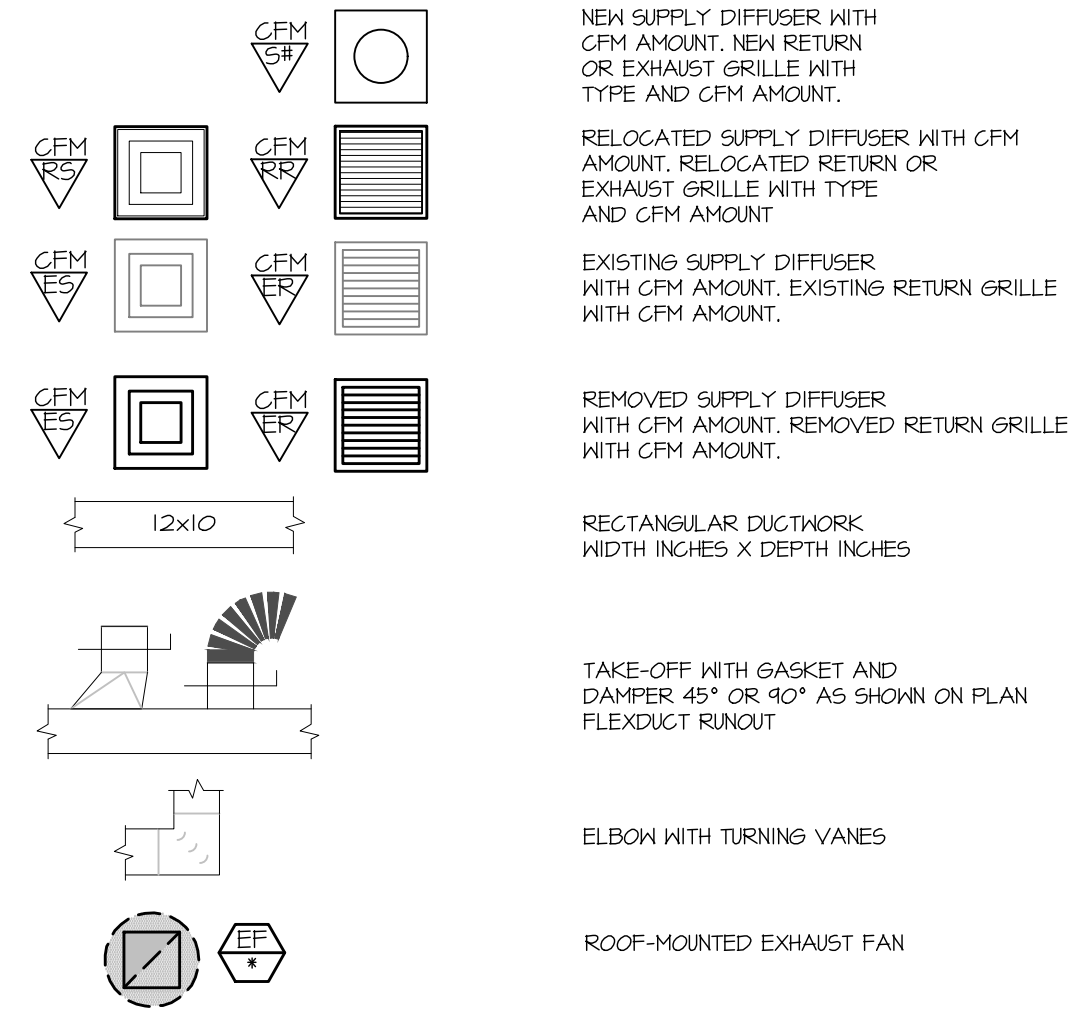 CFM
S#
NEW SUPPLY DIFFUSER WITH
CFM AMOUNT. NEW RETURN
OR EXHAUST GRILLE WITH
TYPE AND CFM AMOUNT.
CFM
RS
CFM
RR
RELOCATED SUPPLY DIFFUSER WITH CFM
AMOUNT. RELOCATED RETURN OR
EXHAUST GRILLE WITH TYPE
AND CFM AMOUNT
CFM
ES
CFM
ER
EXISTING SUPPLY DIFFUSER
WITH CFM AMOUNT. EXISTING RETURN GRILLE
WITH CFM AMOUNT.
CFM
ES
CFM
ER
REMOVED SUPPLY DIFFUSER
WITH CFM AMOUNT. REMOVED RETURN GRILLE
WITH CFM AMOUNT.
12x10
RECTANGULAR DUCTWORK
WIDTH INCHES X DEPTH INCHES
TAKE-OFF WITH GASKET AND
DAMPER 45° OR 90° AS SHOWN ON PLAN
FLEXDUCT RUNOUT
ELBOW WITH TURNING VANES
EF
*
ROOF-MOUNTED EXHAUST FAN